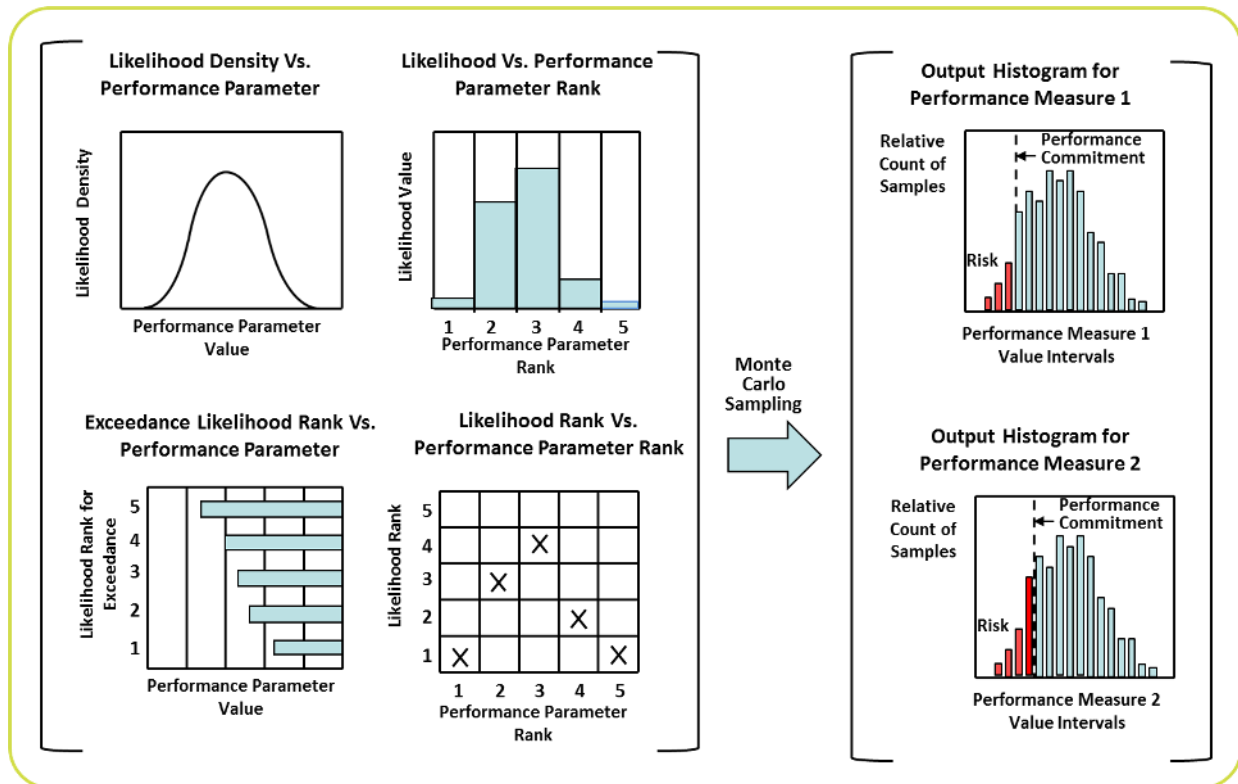 Likelihood Density Vs.
Performance Parameter
Likelihood Density
Performance Parameter
Value
Likelihood Vs. Performance
Parameter Rank
Likelihood Value
1 2 3 4 5
Performance Parameter
Rank
Exceedance Likelihood Rank Vs.
Performance Parameter
Likelihood Rank for
Exceedance
5
4
3
2
1
Performance Parameter
Value
Likelihood Rank Vs.
Performance Parameter Rank
Likelihood Rank
5
4
3
2
1
X
X
X
X
X
1 2 3 4 5
Performance Parameter
Rank
Monte
Carlo
Sampling
Output Histogram for
Performance Measure 1
Relative
Count of
Samples
Performance
Commitment
Risk
Performance Measure 1
Value Intervals
Output Histogram for
Performance Measure 2
Relative
Count of
Samples
Performance
Commitment
Risk
Performance Measure 2
Value Intervals